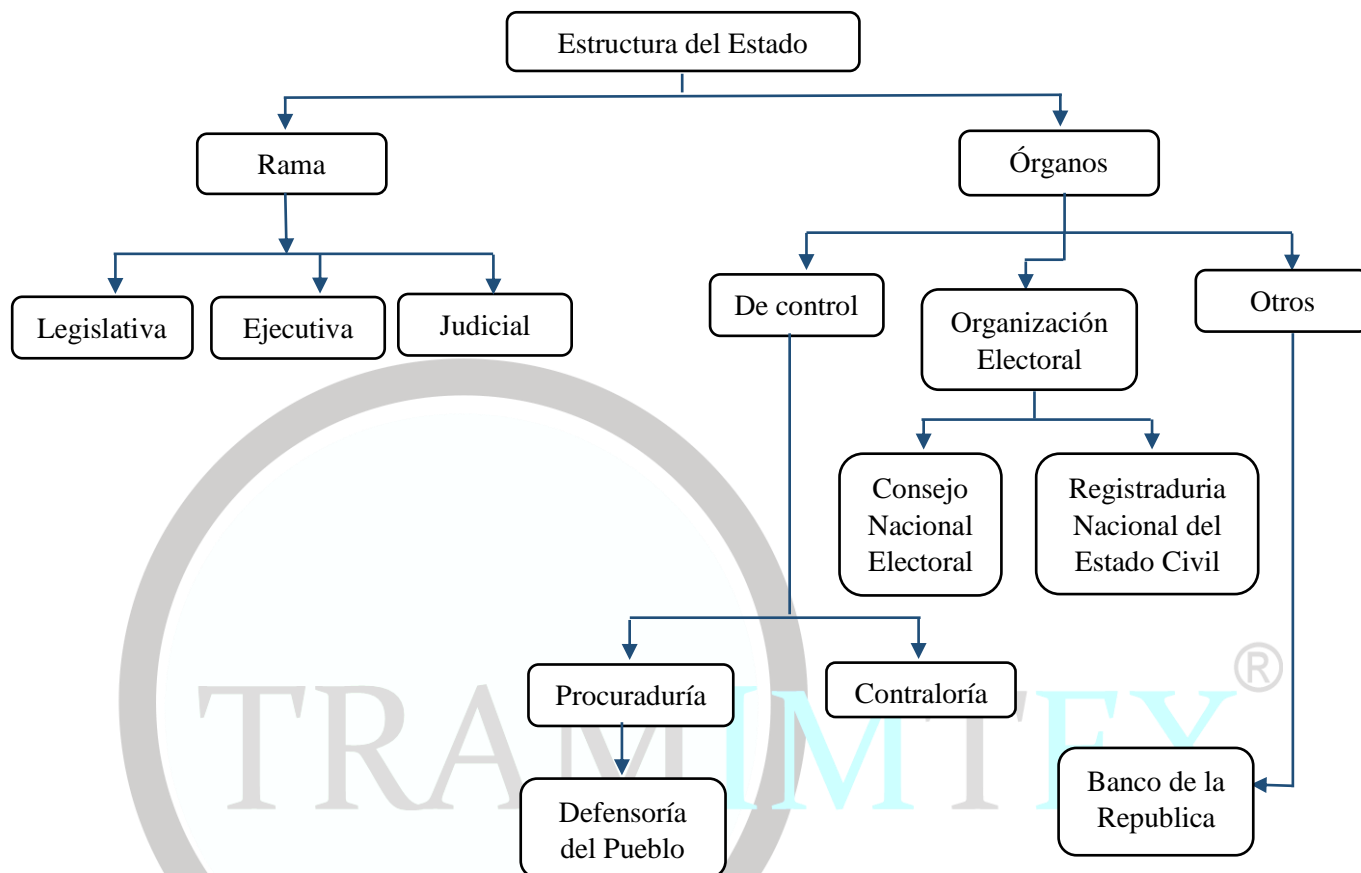 Estructura del Estado
Rama
Órganos
Legislativa
Ejecutiva
Judicial
De control
Organización
Electoral
Otros
Consejo
Nacional
Electoral
Registraduria
Nacional del
Estado Civil
Procuraduría
Contraloría
Defensoría
del Pueblo
Banco de la
Republica
TRAMIMTEX®